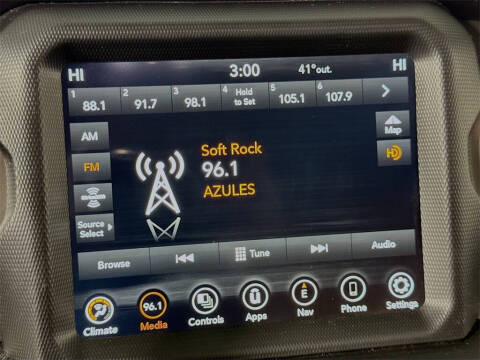 HI 3:00 41°out. HI
1 88.1 2 91.7 3 98.1 4 Hold to Set 5 105.1 6 107.9
AM
Map
FM
Soft Rock
HD
96.1
AZULES
Source
Select
Browse Tune Audio
96.1 E
Climate Media Controls Apps Nav Phone Settings